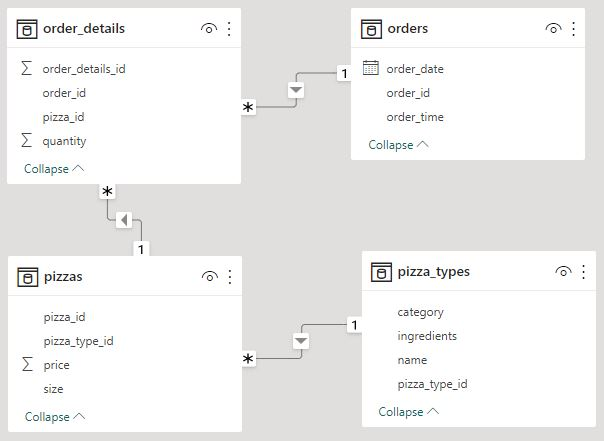 order_details
order_details_id
order_id
pizza_id
quantity
Collapse
orders
order_date
order_id
order_time
Collapse
*
1
*
1
pizzas
pizza_id
pizza_type_id
price
size
Collapse
pizza_types
category
ingredients
name
pizza_type_id
Collapse
*
1